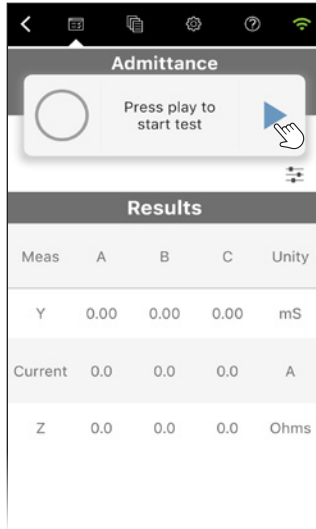 Admittance
Press play to
start test
Results
Meas A B C Unity
Y 0.00 0.00 0.00 mS
Current 0.0 0.0 0.0 A
Z 0.0 0.0 0.0 Ohms